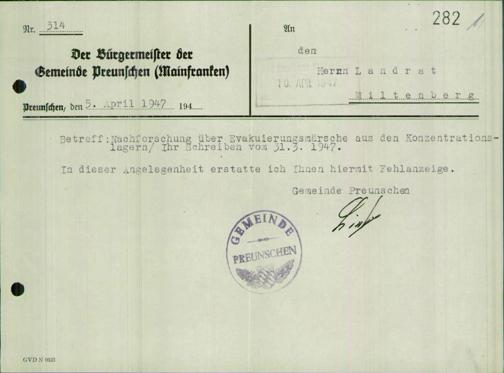 282
Nr. 314
An
den
Der Bürgermeister der
Gemeinde Preunschen (Mainfranken)
Herrn Landrat
10. APR. 1947
Miltenberg
Preunschen, den 5. April 1947 194
Betreff: Nachforschung über Evakuierungsmärsche aus den Konzentrations-
lagern/ Ihr Schreiben vom 31.3. 1947.
In dieser Angelegenheit erstatte ich Ihnen hiermit Fehlanzeige.
Gemeinde Preunschen
GEMEINDE
PREUNSCHEN